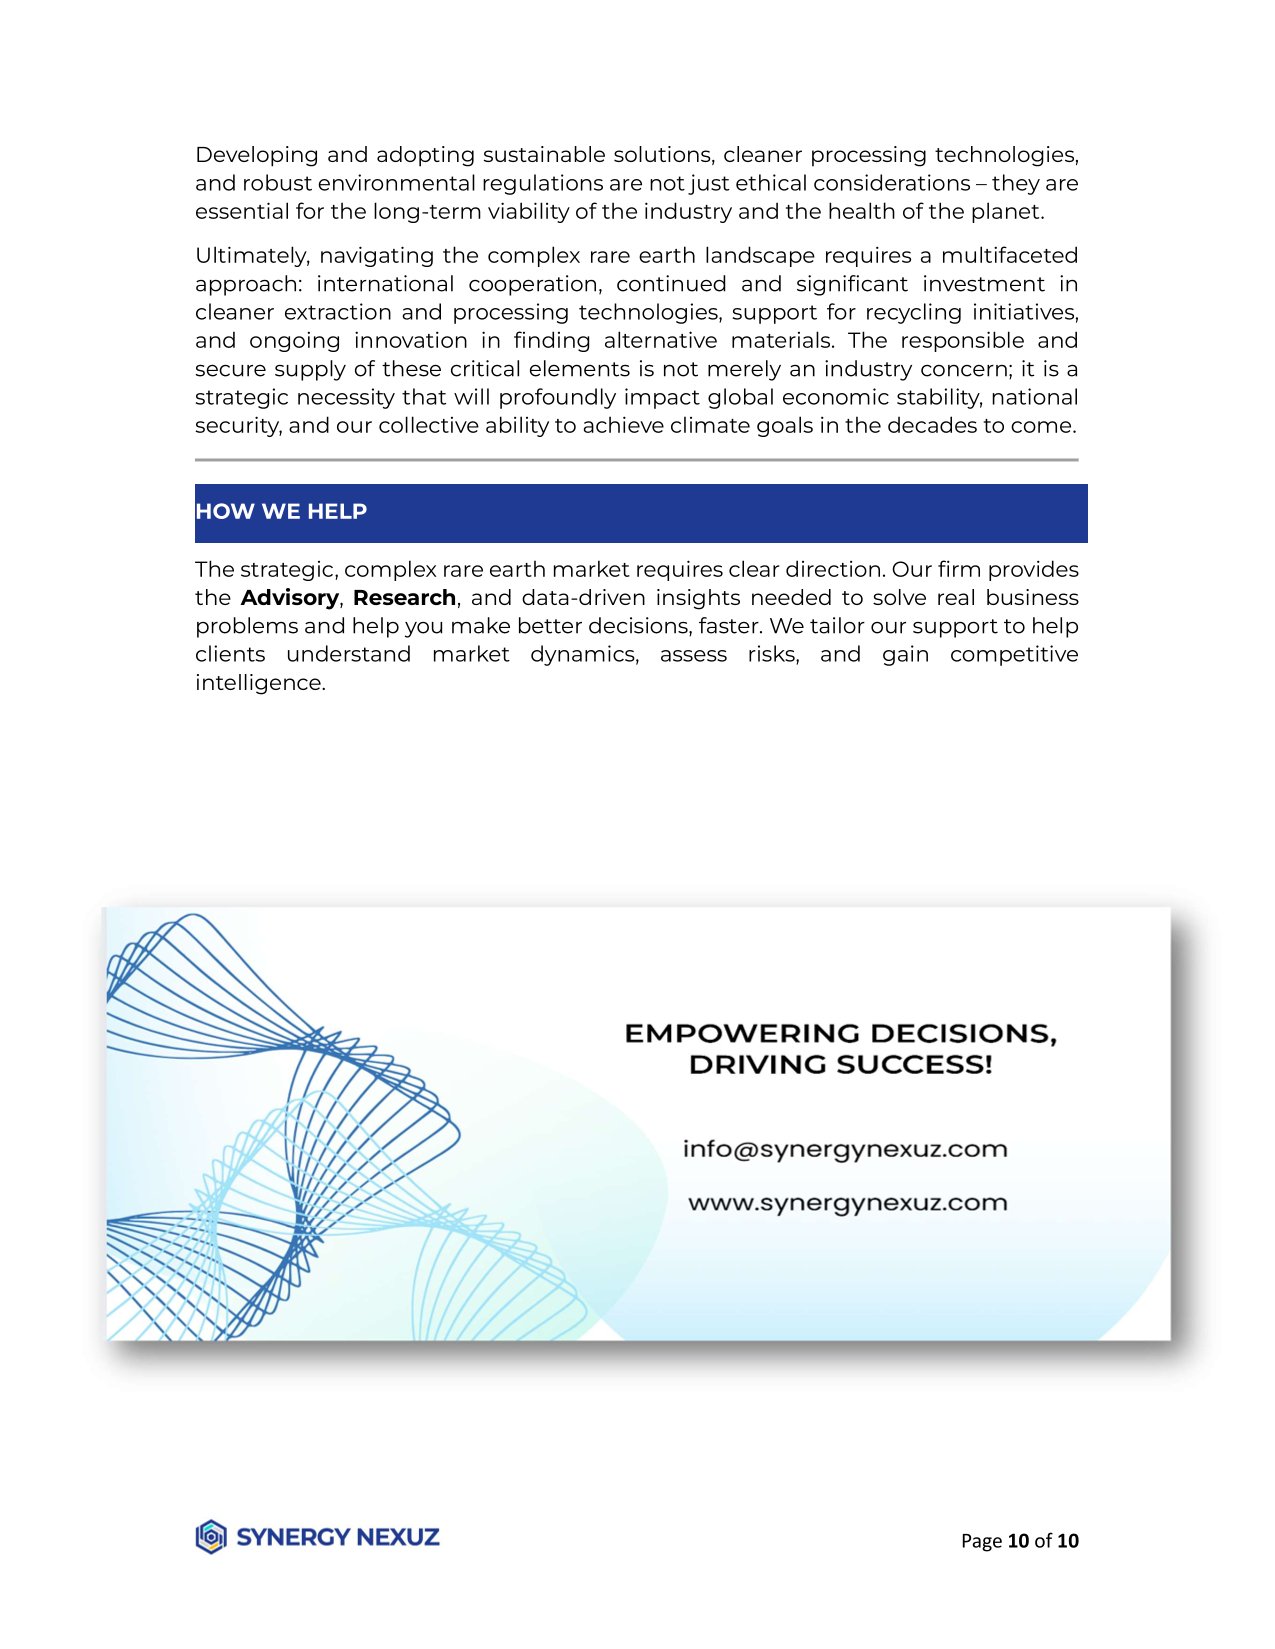 Developing and adopting sustainable solutions, cleaner processing technologies,
and robust environmental regulations are not just ethical considerations – they are
essential for the long-term viability of the industry and the health of the planet.
Ultimately, navigating the complex rare earth landscape requires a multifaceted
approach: international cooperation, continued and significant investment in
cleaner extraction and processing technologies, support for recycling initiatives,
and ongoing innovation in finding alternative materials. The responsible and
secure supply of these critical elements is not merely an industry concern; it is a
strategic necessity that will profoundly impact global economic stability, national
security, and our collective ability to achieve climate goals in the decades to come.
HOW WE HELP
The strategic, complex rare earth market requires clear direction. Our firm provides
the Advisory, Research, and data-driven insights needed to solve real business
problems and help you make better decisions, faster. We tailor our support to help
clients understand market dynamics, assess risks, and gain competitive
intelligence.
EMPOWERING DECISIONS,
DRIVING SUCCESS!
info@synergynexuz.com
www.synergynexuz.com
SYNERGY NEXUZ
Page 10 of 10